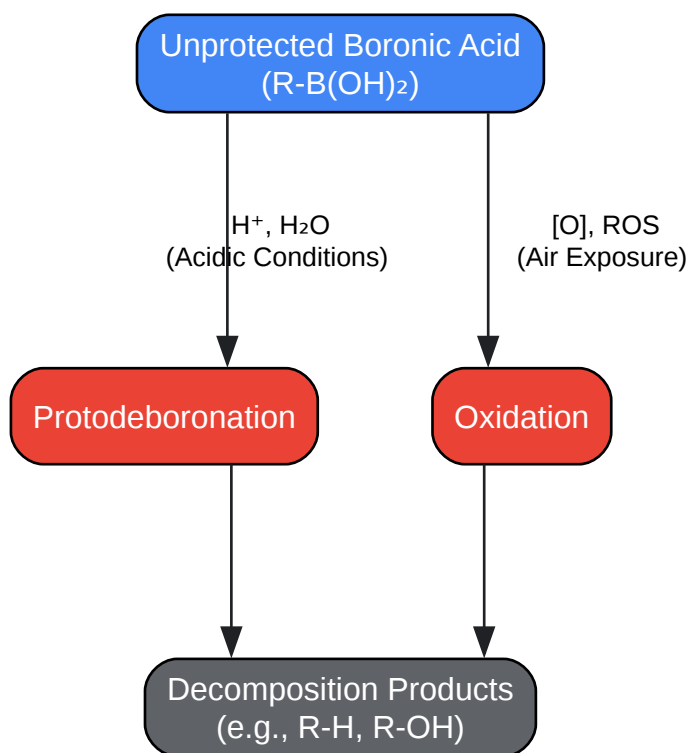 Unprotected Boronic Acid
(R-B(OH)₂)
H⁺, H₂O
(Acidic Conditions)
[O], ROS
(Air Exposure)
Protodeboronation
Oxidation
Decomposition Products
(e.g., R-H, R-OH)